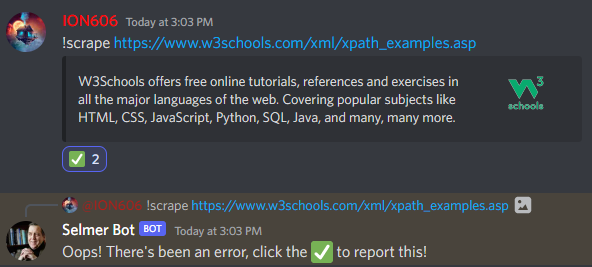 ION606 Today at 3:03 PM
!scrape https://www.w3schools.com/xml/xpath_examples.asp
W3Schools offers free online tutorials, references and exercises in
all the major languages of the web. Covering popular subjects like
HTML, CSS, JavaScript, Python, SQL, Java, and many, many more.
W3
schools
✅ 2
ION606 !scrape https://www.w3schools.com/xml/xpath_examples.asp
Selmer Bot BOT Today at 3:03 PM
Oops! There's been an error, click the ✅ to report this!